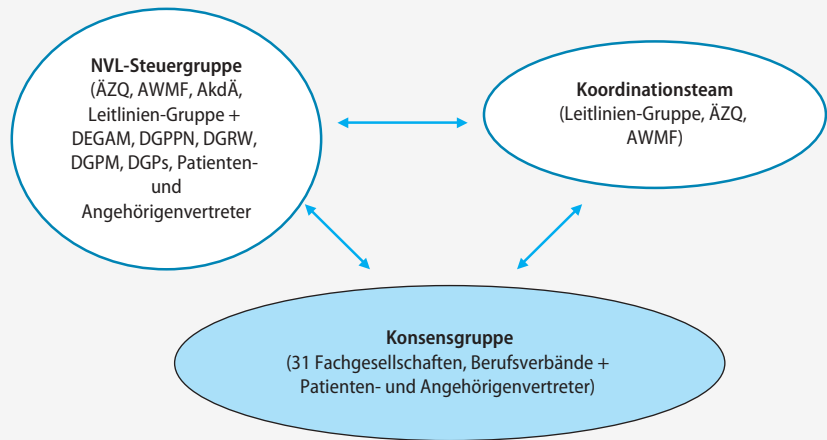 NVL-Steuergruppe
(ÄZQ, AWMF, AkdÄ,
Leitlinien-Gruppe +
DEGAM, DGPPN, DGRW,
DGPM, DGPs, Patienten-
und
Angehörigenvertreter
Koordinationsteam
(Leitlinien-Gruppe, ÄZQ,
AWMF)
Konsensgruppe
(31 Fachgesellschaften, Berufsverbände +
Patienten- und Angehörigenvertreter)